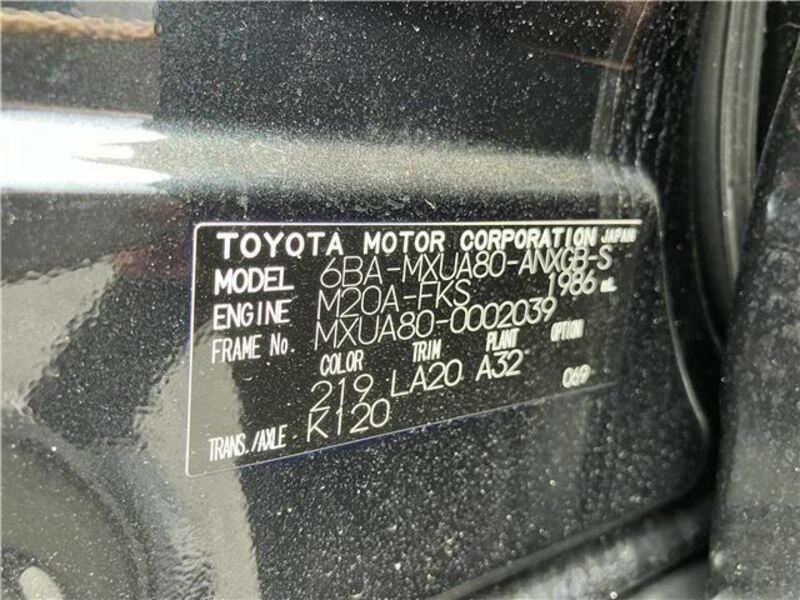 TOYOTA MOTOR CORPORATION JAPAN
MODEL 6BA-MXUA80-ANXGB-S
ENGINE M20A-FKS 1986 mL
FRAME No. MXUA80-0002039
COLOR TRIM PLANT OPTION
219 LA20 A32 069
TRANS./AXLE K120